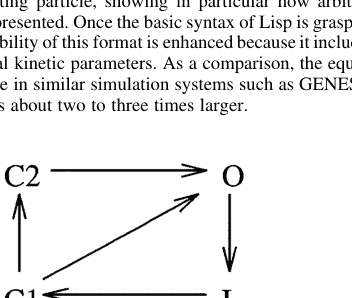 particle, showing in particular how
presented. Once the basic syntax of Lisp is
of this format is enhanced because it
kinetic parameters. As a comparison, the
in similar simulation systems such as
about two to three times larger.
C2 O
C1